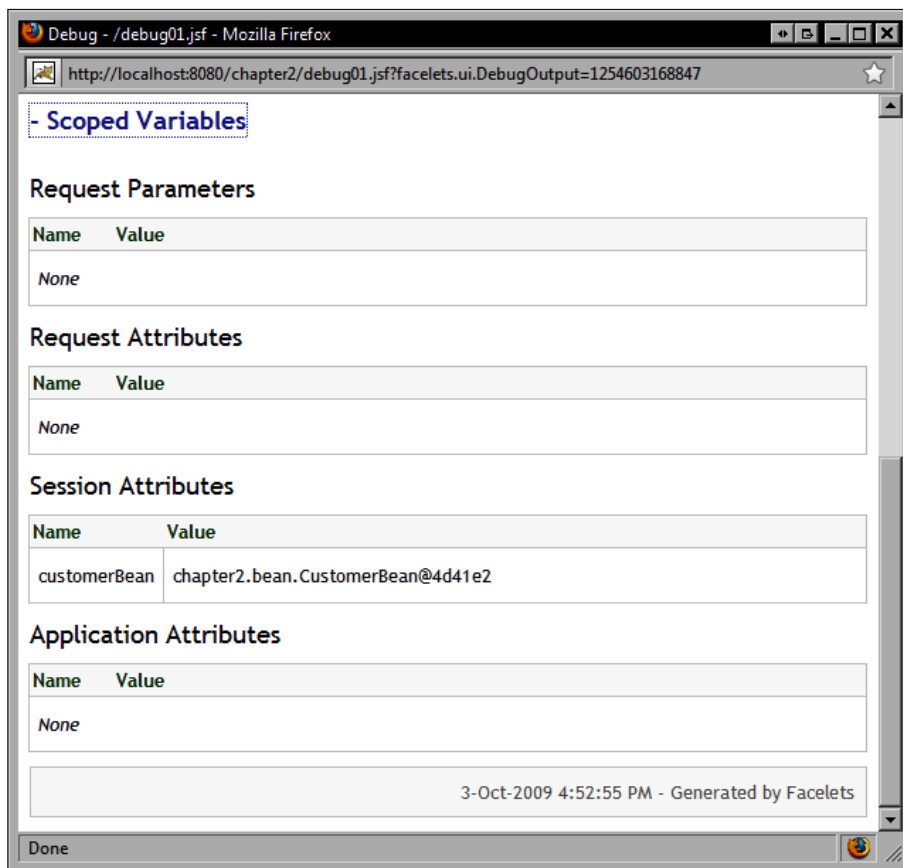 Debug - /debug01.jsf - Mozilla Firefox
http://localhost:8080/chapter2/debug01.jsf?facelets.ui.DebugOutput=1254603168847
- Scoped Variables
Request Parameters
Name Value
None
Request Attributes
Name Value
None
Session Attributes
Name Value
customerBean chapter2.bean.CustomerBean@4d41e2
Application Attributes
Name Value
None
3-Oct-2009 4:52:55 PM - Generated by Facelets
Done